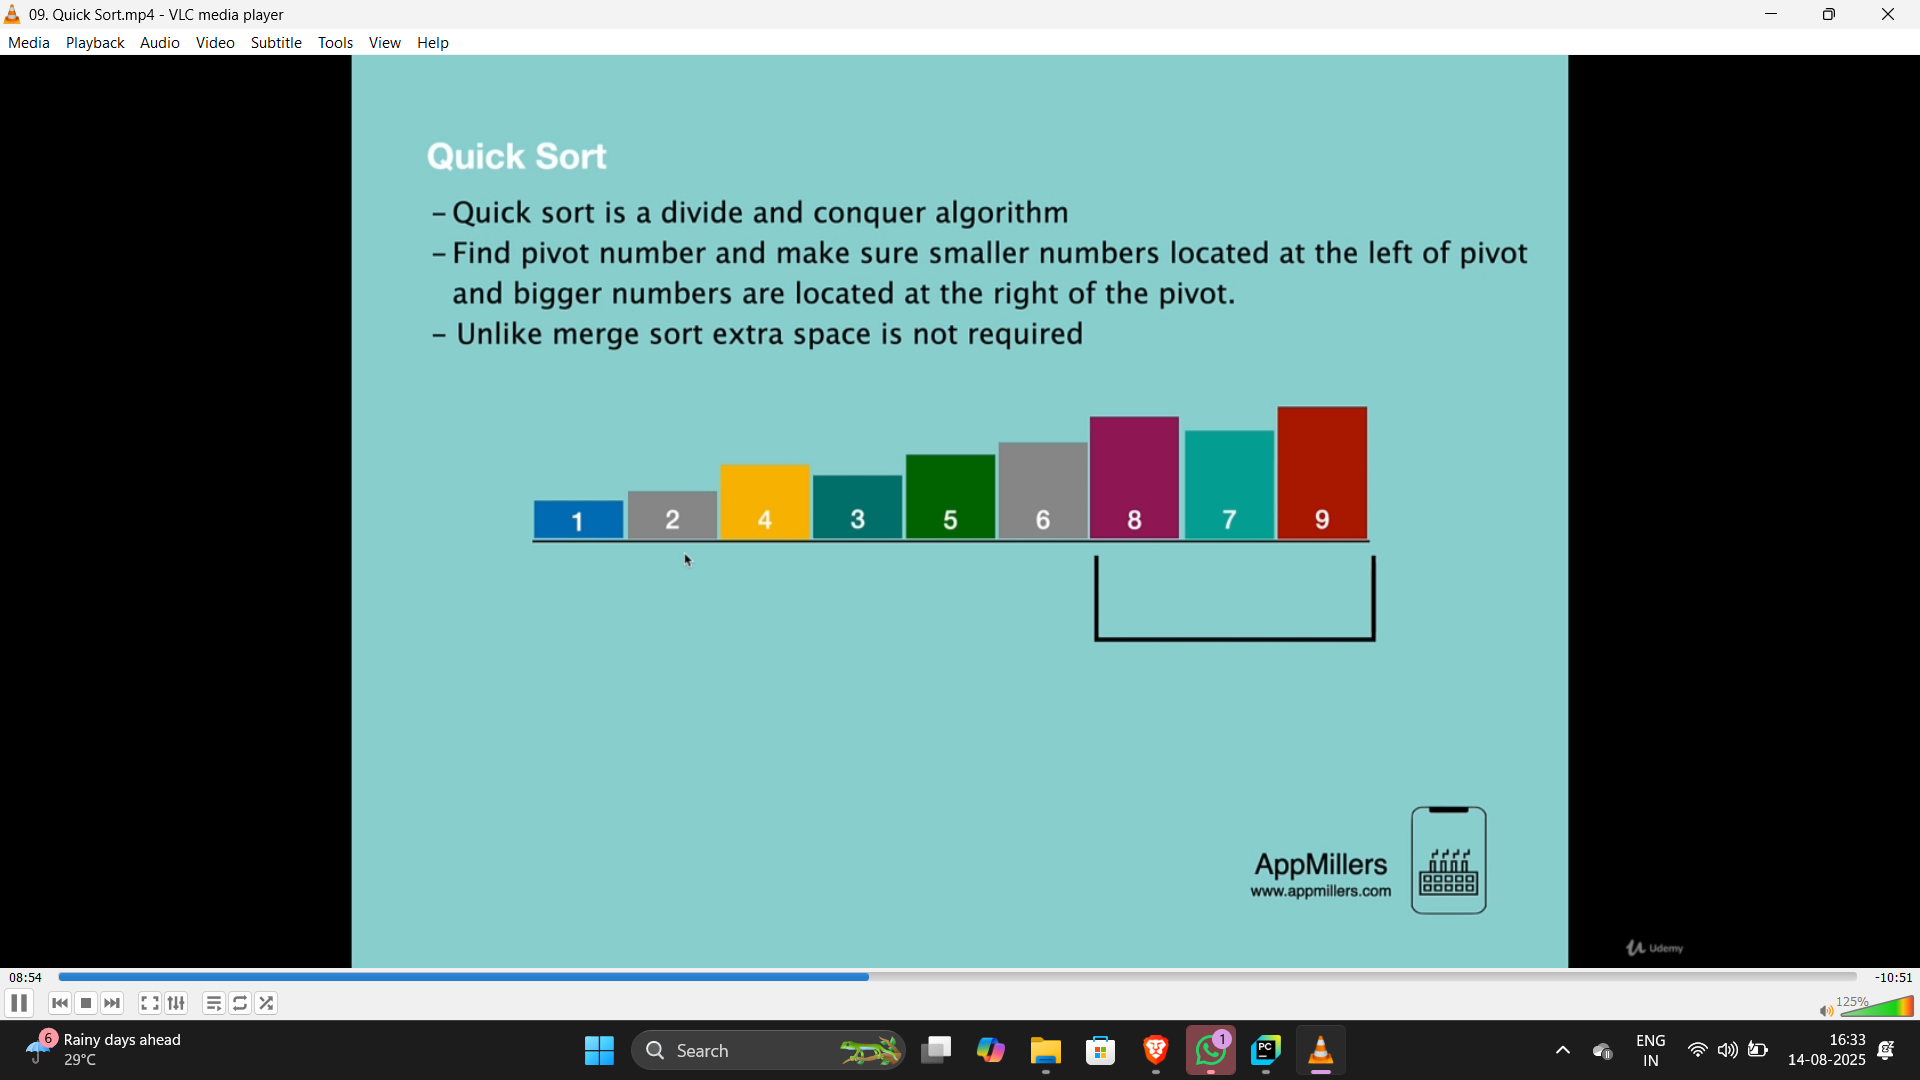 09. Quick Sort.mp4 - VLC media player
Media Playback Audio Video Subtitle Tools View Help
Quick Sort
– Quick sort is a divide and conquer algorithm
– Find pivot number and make sure smaller numbers located at the left of pivot
and bigger numbers are located at the right of the pivot.
– Unlike merge sort extra space is not required
1 2 4 3 5 6 8 7 9
AppMillers
www.appmillers.com
Udemy
08:54 -10:51
125%
6 Rainy days ahead
29°C
Search
1
PC
ENG
IN
16:33
14-08-2025